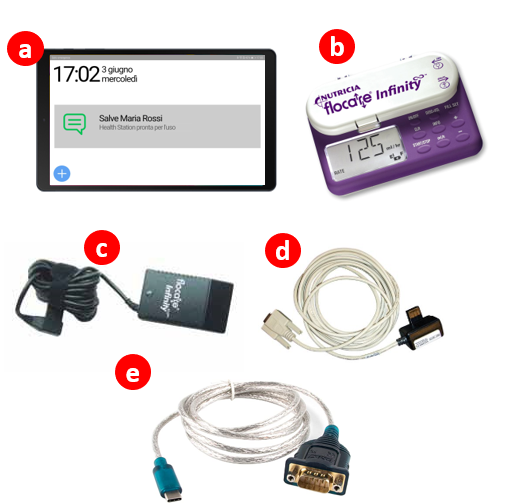 a
17:02 3 giugno
mercoledì
Salve Maria Rossi
Health Station pronta per l'uso
b
NUTRICIA
flocare Infinity
START/STOP
125 ml/hr
RATE
c
flocare
Infinity
d
e